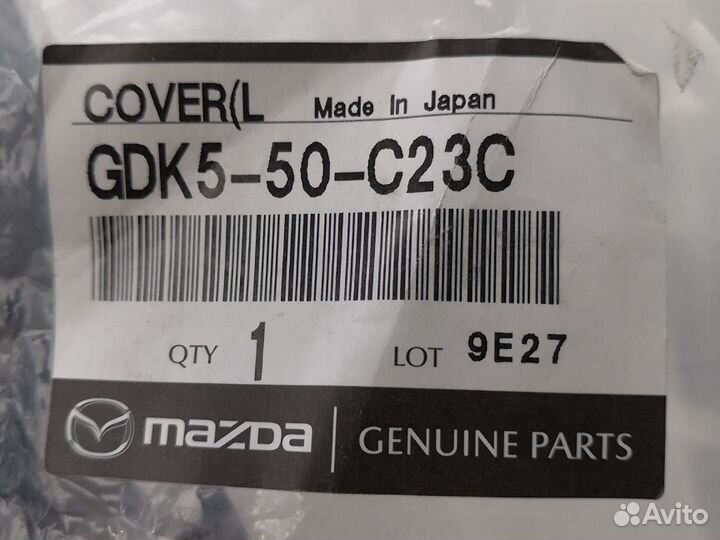 COVER(L Made In Japan
GDK5-50-C23C
QTY 1 LOT 9E27
mazda GENUINE PARTS
Avito